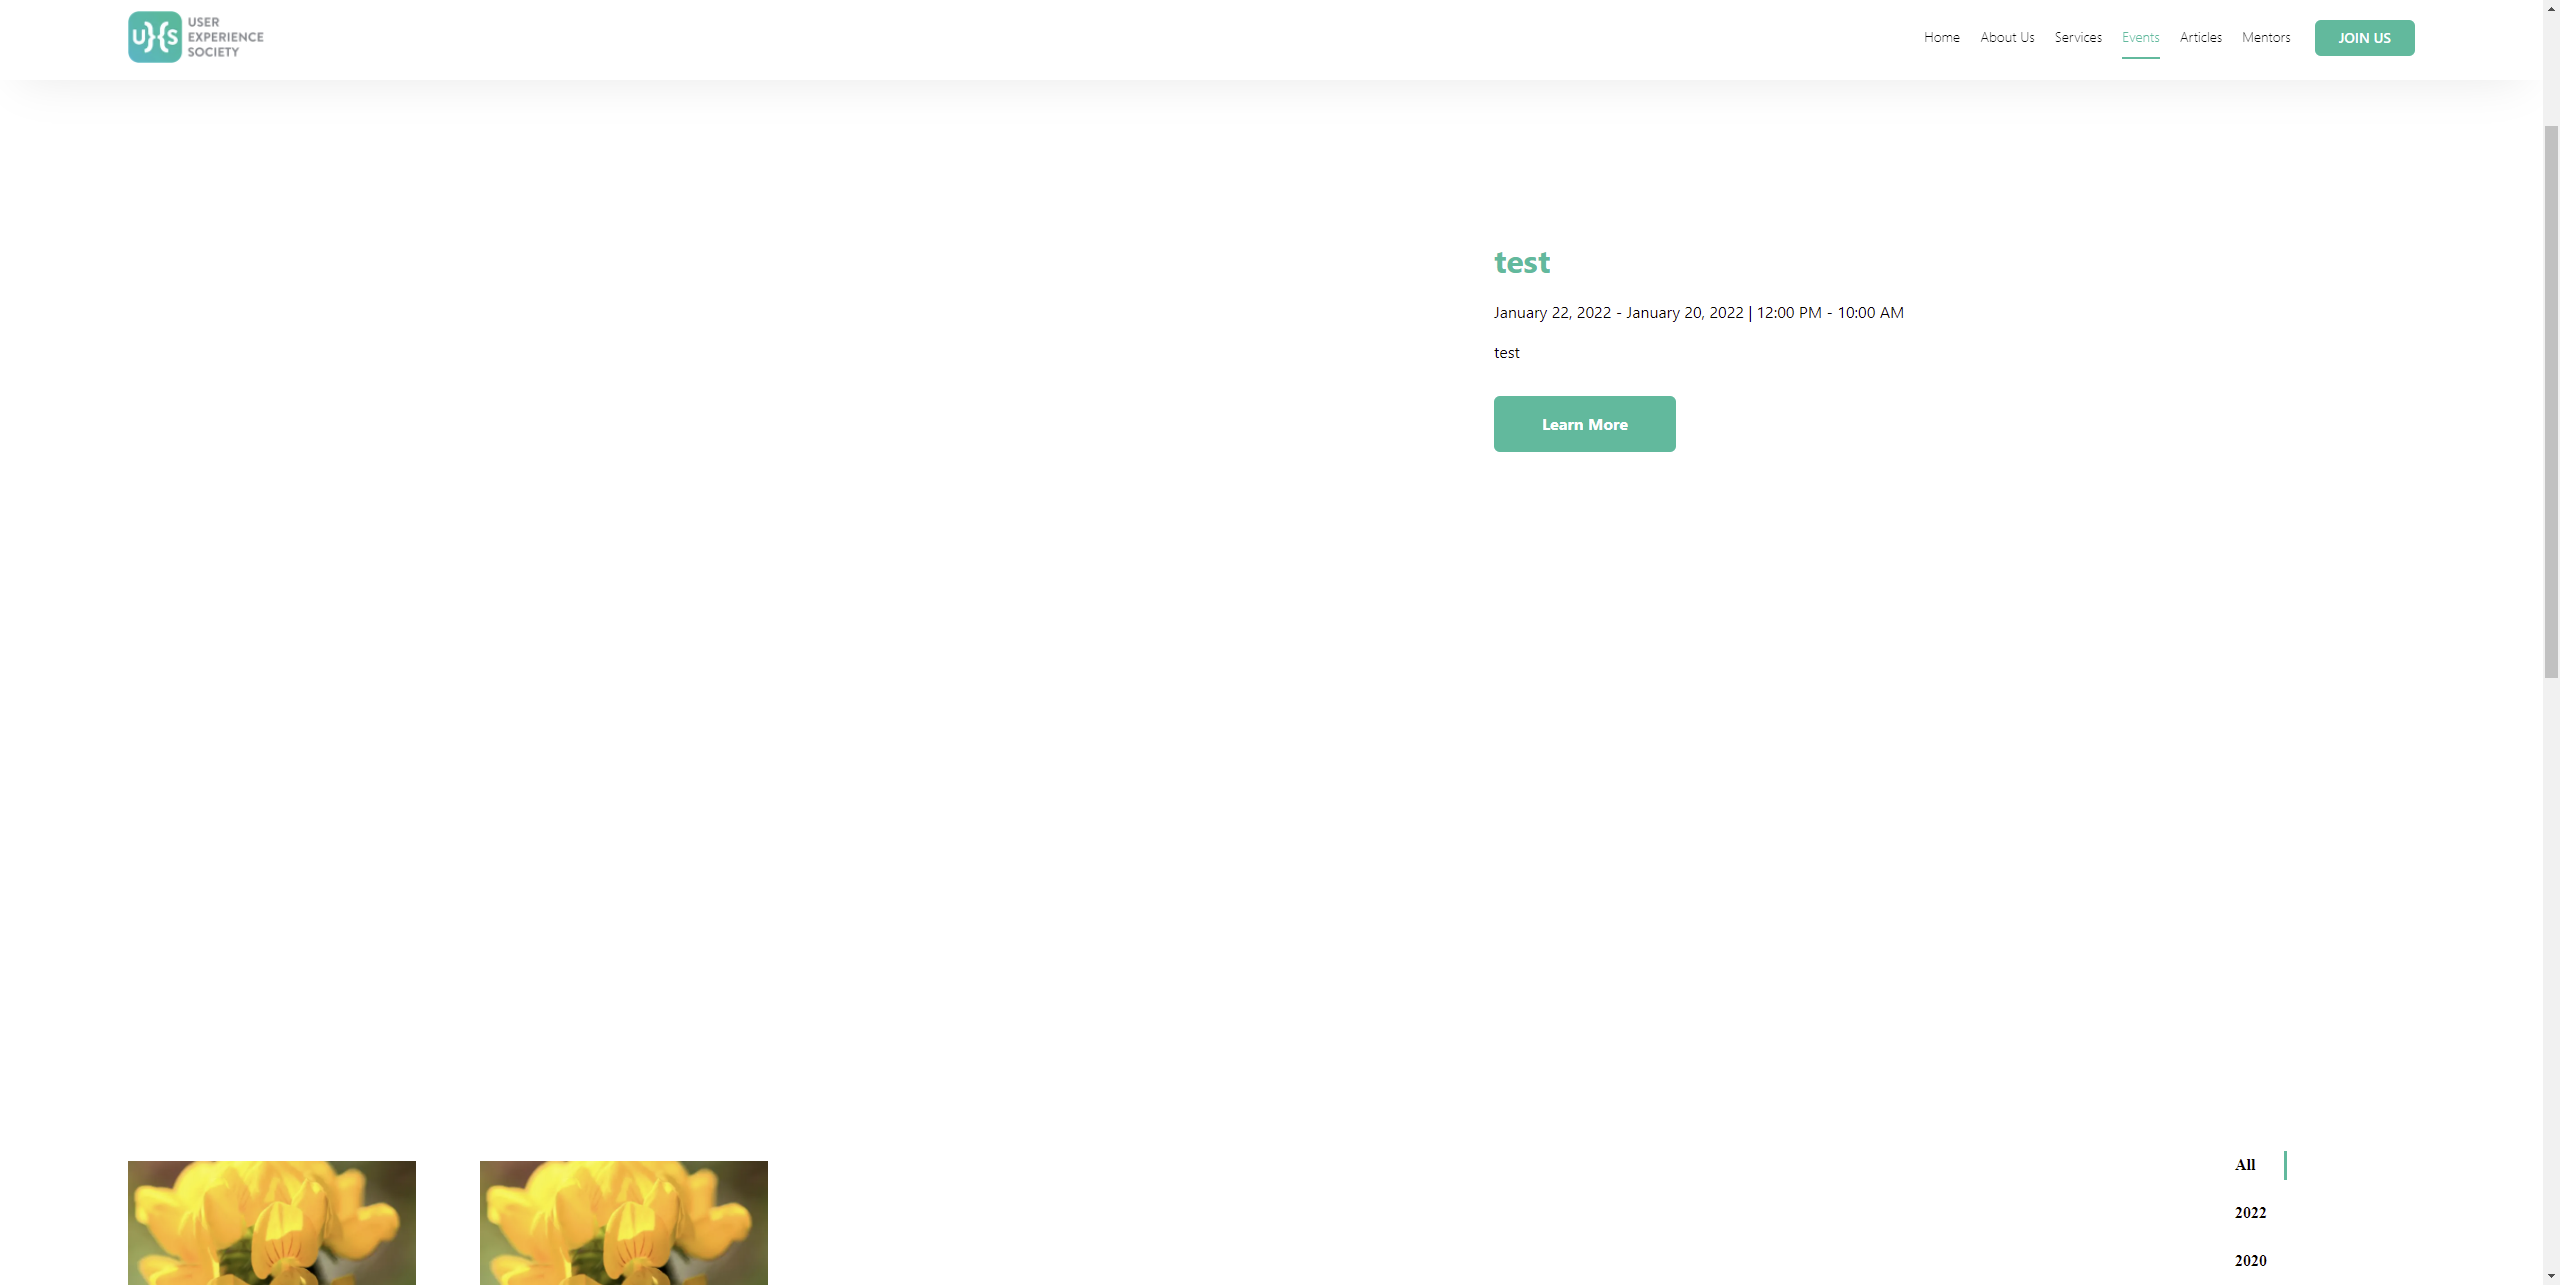 UXS USER
EXPERIENCE
SOCIETY
Home About Us Services Events Articles Mentors JOIN US
test
January 22, 2022 - January 20, 2022 | 12:00 PM - 10:00 AM
test
Learn More
All
2022
2020